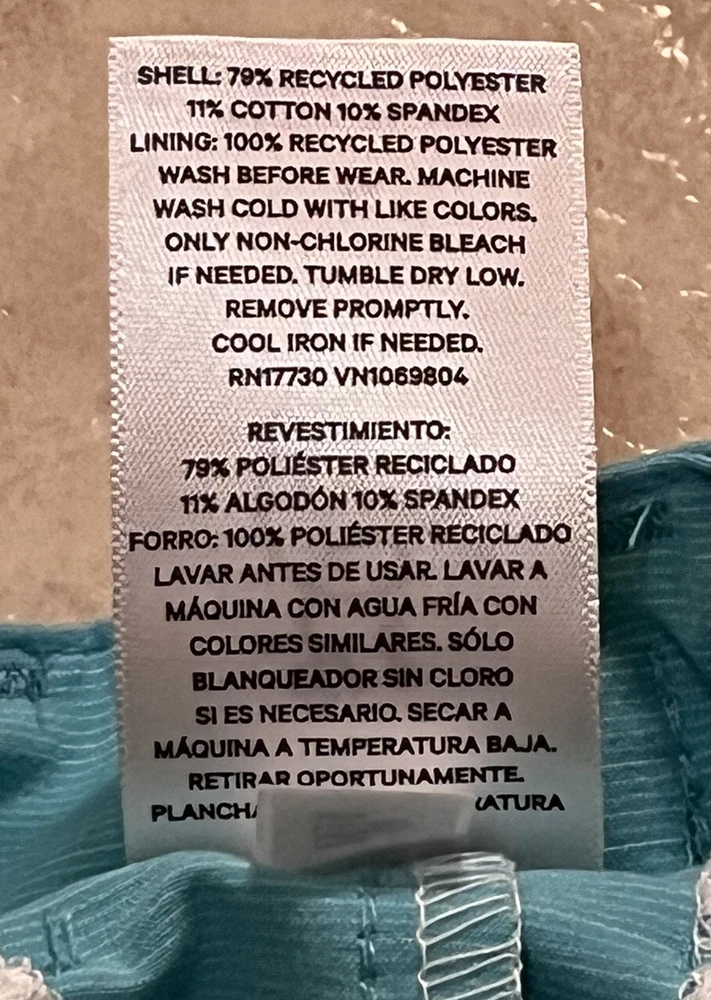 SHELL: 79% RECYCLED POLYESTER
11% COTTON 10% SPANDEX
LINING: 100% RECYCLED POLYESTER
WASH BEFORE WEAR. MACHINE
WASH COLD WITH LIKE COLORS.
ONLY NON-CHLORINE BLEACH
IF NEEDED. TUMBLE DRY LOW.
REMOVE PROMPTLY.
COOL IRON IF NEEDED.
RN17730 VN1069804
REVESTIMIENTO:
79% POLIÉSTER RECICLADO
11% ALGODÓN 10% SPANDEX
FORRO: 100% POLIÉSTER RECICLADO
LAVAR ANTES DE USAR. LAVAR A
MÁQUINA CON AGUA FRÍA CON
COLORES SIMILARES. SÓLO
BLANQUEADOR SIN CLORO
SI ES NECESARIO. SECAR A
MÁQUINA A TEMPERATURA BAJA.
RETIRAR OPORTUNAMENTE.